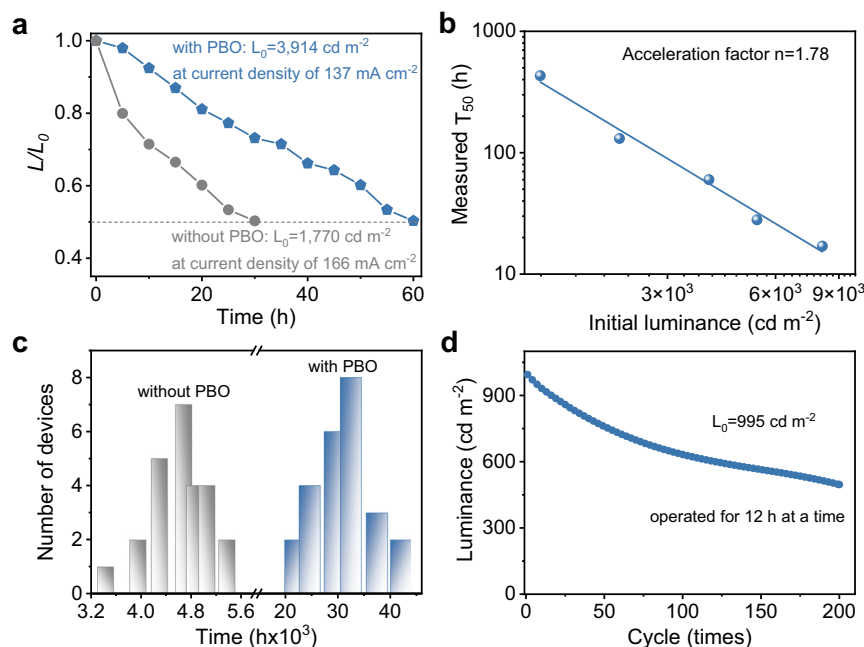 a
with PBO: L₀=3,914 cd m⁻²
at current density of 137 mA cm⁻²
1.0
0.8
0.6
0.4
L/L₀
without PBO: L₀=1,770 cd m⁻²
at current density of 166 mA cm⁻²
0 20 40 60
Time (h)
b
Acceleration factor n=1.78
1000
100
10
Measured T₅₀ (h)
3×10³ 6×10³ 9×10³
Initial luminance (cd m⁻²)
c
without PBO
with PBO
8
6
4
2
0
Number of devices
3.2 4.0 4.8 5.6 20 30 40
Time (h×10³)
d
900
600
300
0
Luminance (cd m⁻²)
L₀=995 cd m⁻²
operated for 12 h at a time
0 50 100 150 200
Cycle (times)